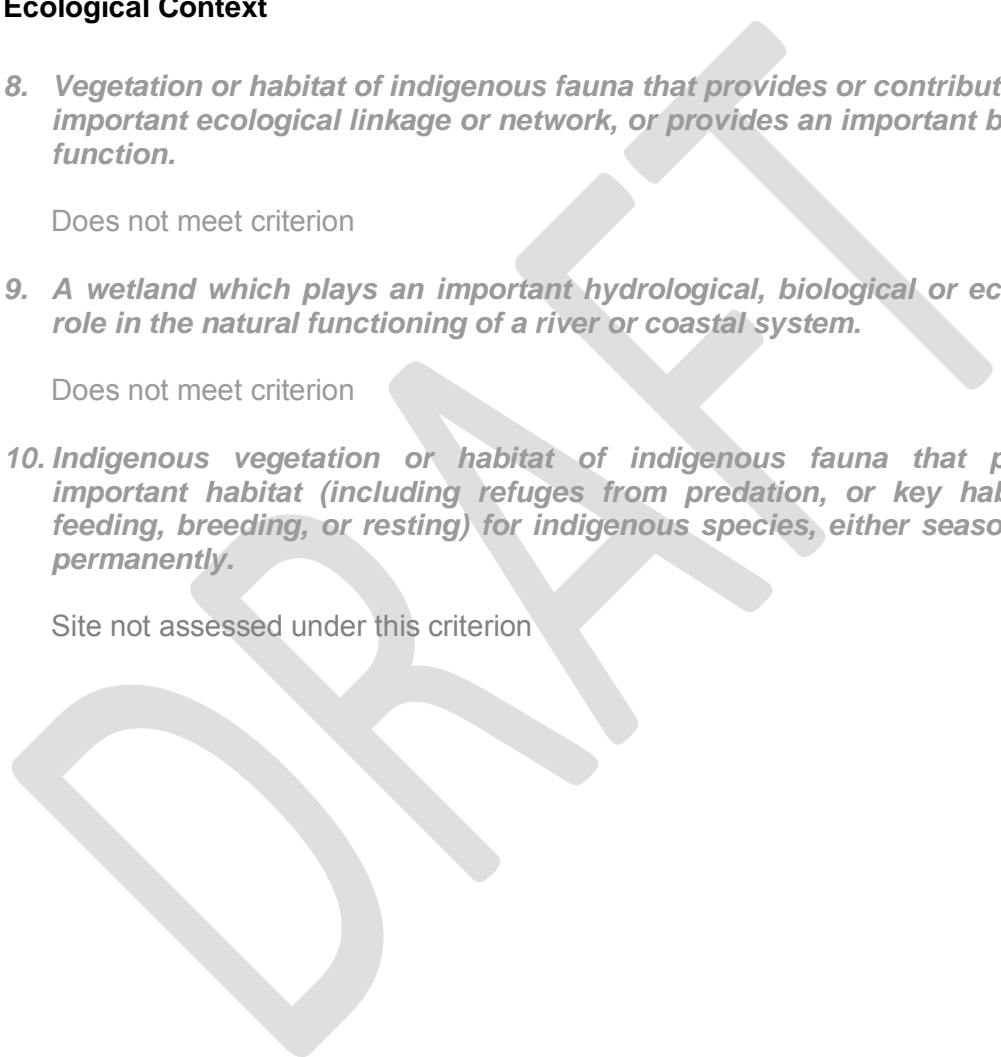 Ecological Context
8. Vegetation or habitat of indigenous fauna that provides or
important ecological linkage or network, or provides an important
function.
Does not meet criterion
9. A wetland which plays an important hydrological, biological or
role in the natural functioning of a river or coastal system.
Does not meet criterion
10. Indigenous vegetation or habitat of indigenous fauna that
important habitat (including refuges from predation, or key
feeding, breeding, or resting) for indigenous species, either
permanently.
Site not assessed under this criterion
DRAFT